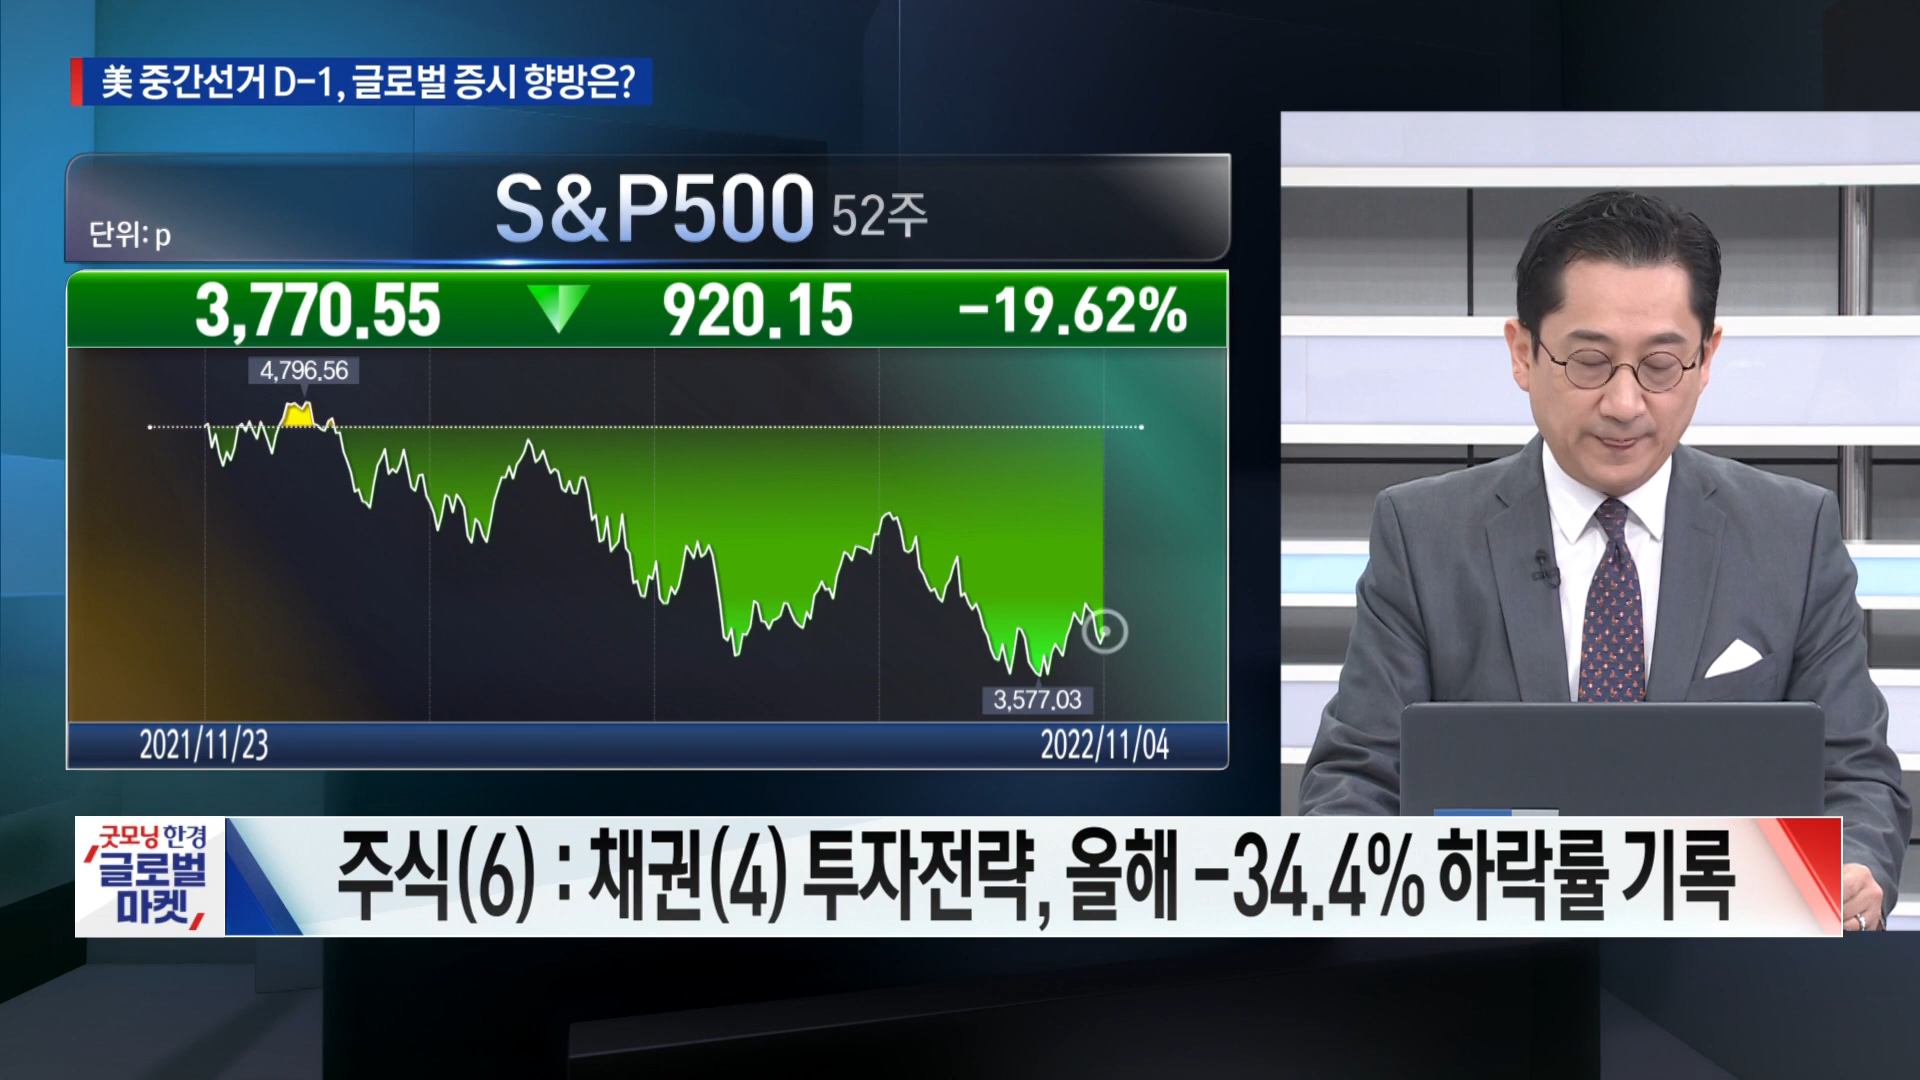 美 중간선거 D-1, 글로벌 증시 향방은?
S&P500 52주
단위: p
3,770.55 ▼ 920.15 -19.62%
4,796.56
3,577.03
2021/11/23 2022/11/04
굿모닝 한경
글로벌
마켓
주식(6) : 채권(4) 투자전략, 올해 -34.4% 하락률 기록